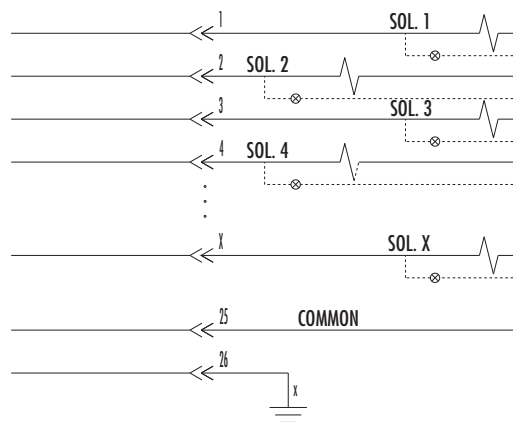 1 SOL. 1
2 SOL. 2
3 SOL. 3
4 SOL. 4
X SOL. X
25 COMMON
26
x